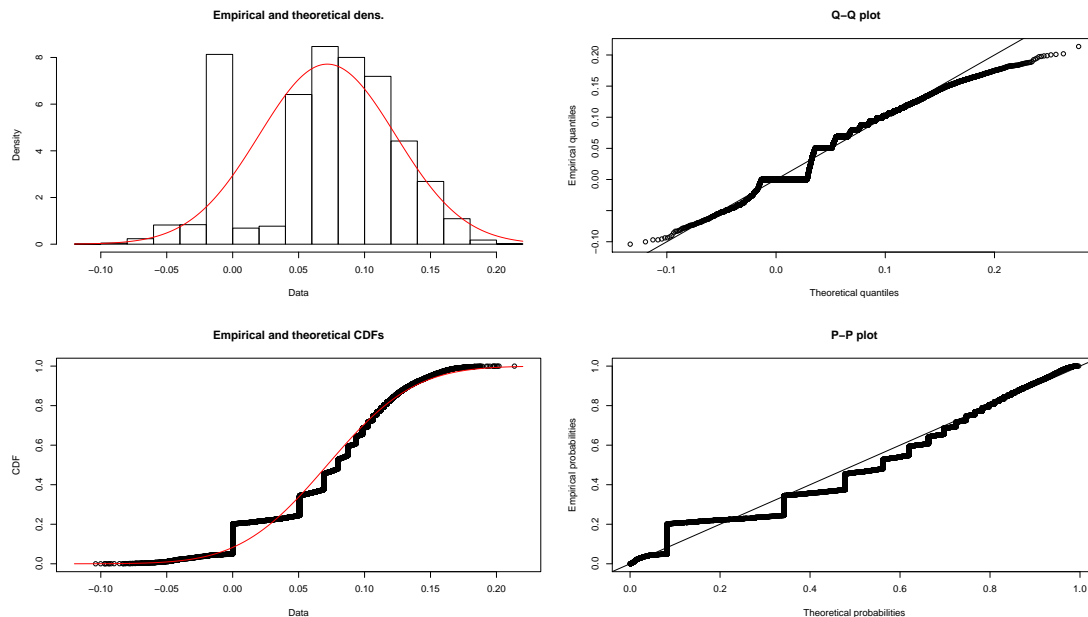 Empirical and theoretical dens.
Density
0 2 4 6 8
−0.10 −0.05 0.00 0.05 0.10 0.15 0.20
Data
Q−Q plot
Empirical quantiles
−0.10 0.00 0.05 0.10 0.15 0.20
−0.1 0.0 0.1 0.2
Theoretical quantiles
Empirical and theoretical CDFs
CDF
0.0 0.2 0.4 0.6 0.8 1.0
−0.10 −0.05 0.00 0.05 0.10 0.15 0.20
Data
P−P plot
Empirical probabilities
0.0 0.2 0.4 0.6 0.8 1.0
0.0 0.2 0.4 0.6 0.8 1.0
Theoretical probabilities